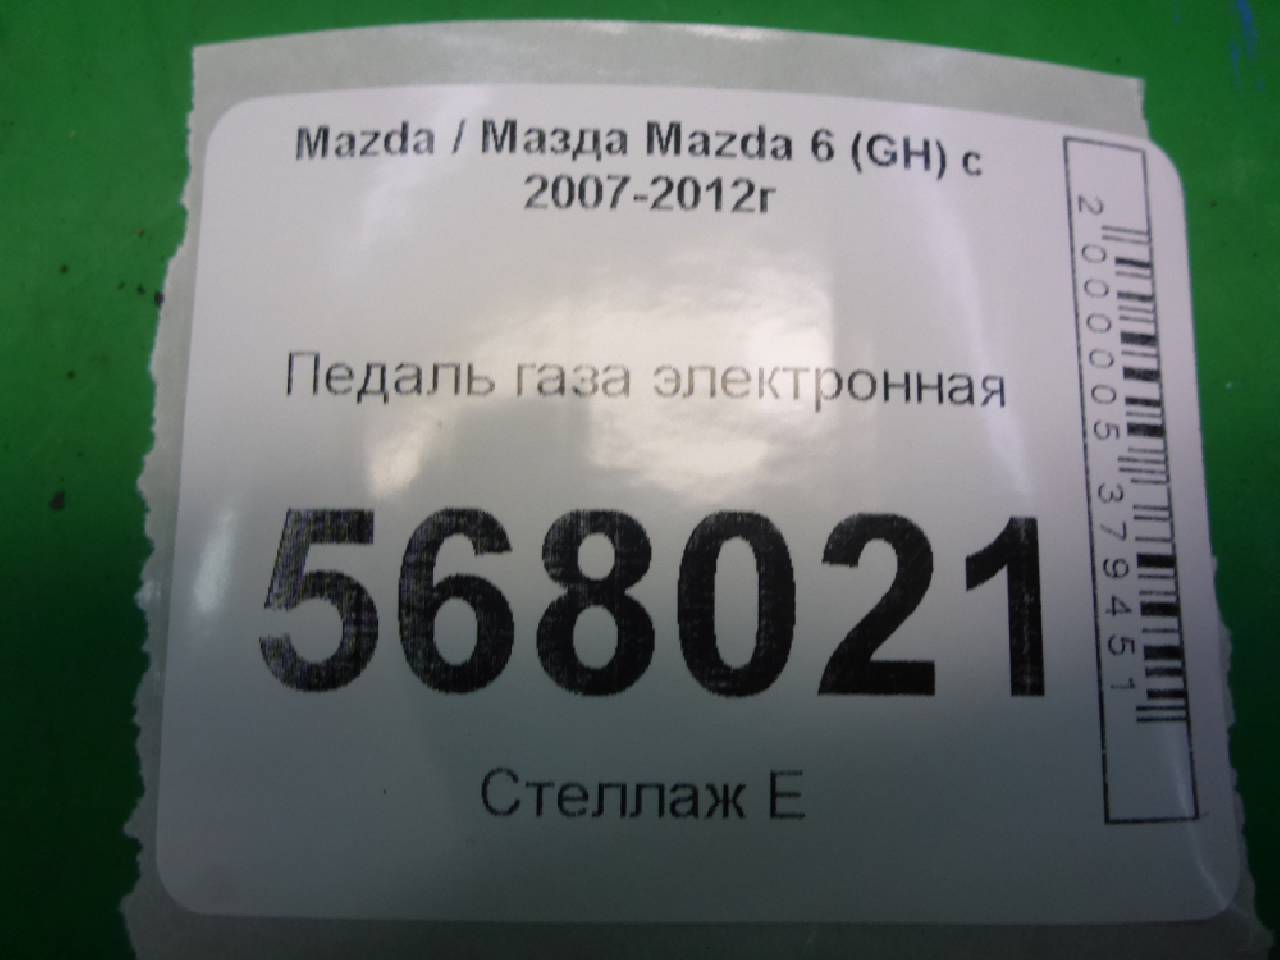 Mazda / Мазда Mazda 6 (GH) с
2007-2012г
Педаль газа электронная
568021
Стеллаж Е
2000005379451